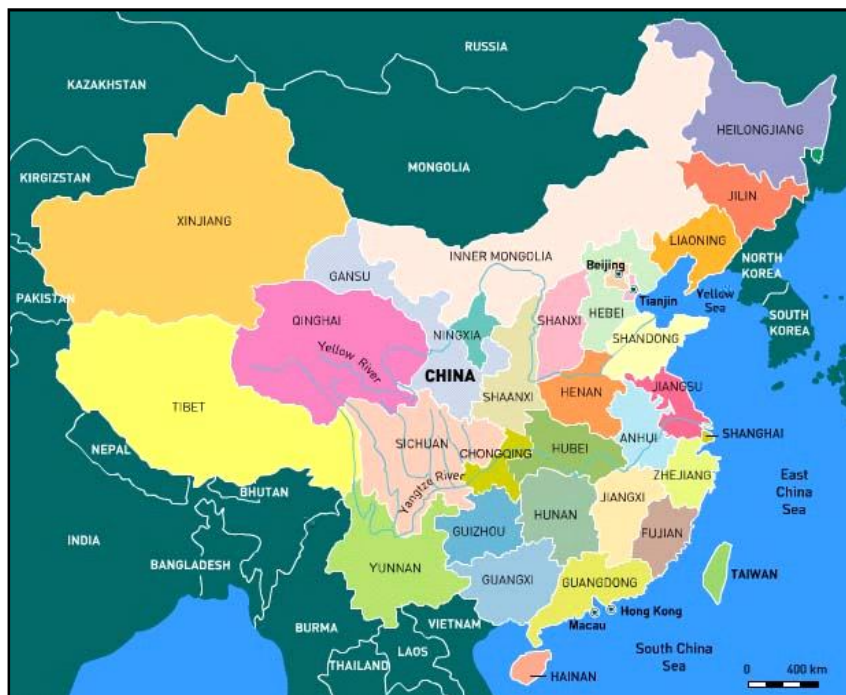 RUSSIA
KAZAKHSTAN
HEILONGJIANG
MONGOLIA
KIRGIZSTAN
JILIN
XINJIANG
LIAONING
INNER MONGOLIA
GANSU
Beijing
NORTH
KOREA
PAKISTAN
Tianjin
Yellow
Sea
QINGHAI
NINGXIA
SHANXI
HEBEI
SOUTH
KOREA
SHANDONG
Yellow River
CHINA
SHAANXI
HENAN
JIANGSU
TIBET
SICHUAN
CHONGQING
HUBEI
ANHUI
SHANGHAI
NEPAL
Yangtze River
ZHEJIANG
East
China
Sea
BHUTAN
JIANGXI
HUNAN
INDIA
GUIZHOU
FUJIAN
BANGLADESH
YUNNAN
GUANGXI
GUANGDONG
TAIWAN
Hong Kong
Macau
BURMA
VIETNAM
LAOS
South China
Sea
THAILAND
HAINAN
0 400 km